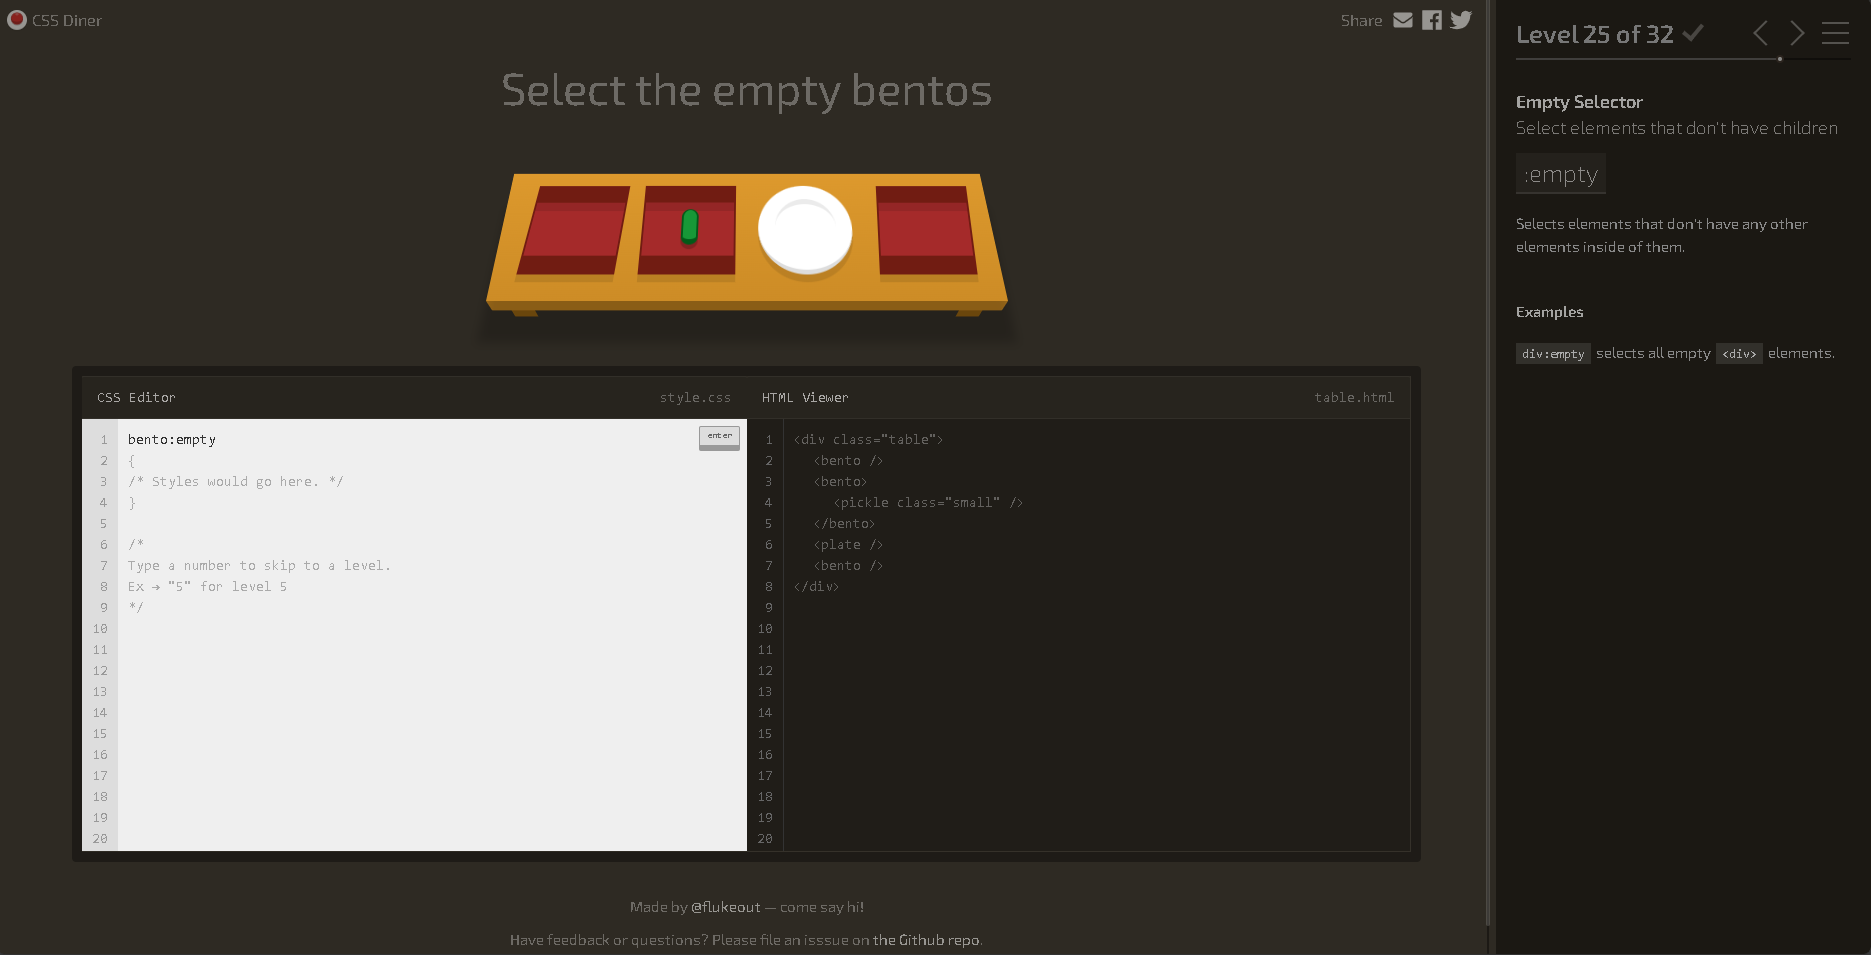 CSS Diner
Share
Select the empty bentos
CSS Editor
style.css
1
2
3
4
5
6
7
8
9
10
11
12
13
14
15
16
17
18
19
20
bento:empty
enter
{
/* Styles would go here. */
}
/*
Type a number to skip to a level.
Ex → "5" for level 5
*/
HTML Viewer
table.html
1
2
3
4
5
6
7
8
9
10
11
12
13
14
15
16
17
18
19
20
<div class="table">
<bento />
<bento>
<pickle class="small" />
</bento>
<plate />
<bento />
</div>
Made by @flukeout — come say hi!
Have feedback or questions? Please file an isssue on the Github repo.
Level 25 of 32
Empty Selector
Select elements that don't have children
:empty
Selects elements that don't have any other
elements inside of them.
Examples
div:empty selects all empty <div> elements.